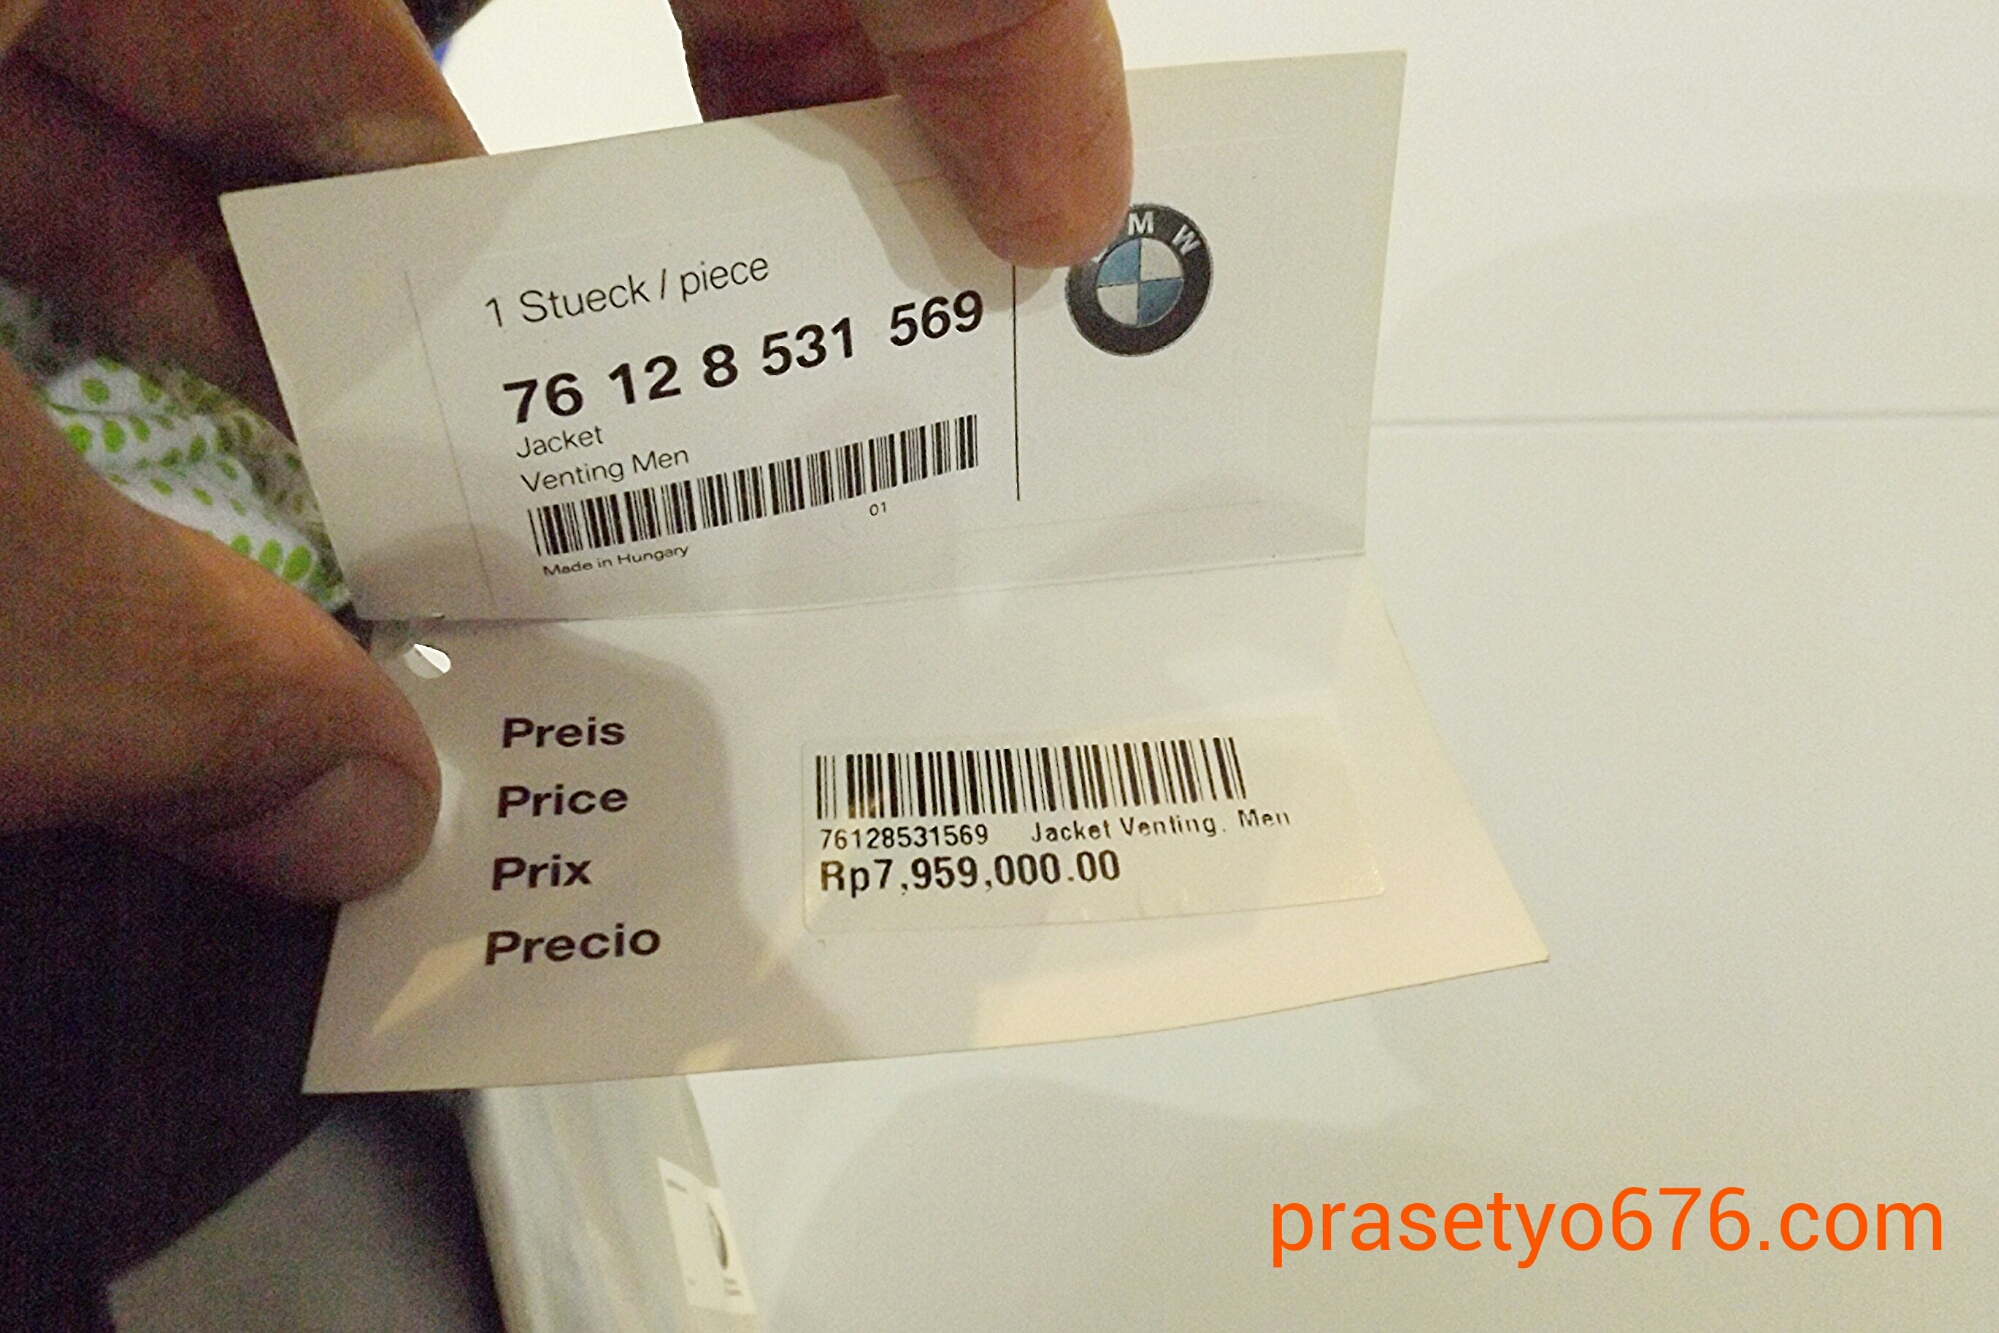 1 Stueck / piece
76 12 8 531 569
Jacket
Venting Men
01
Made in Hungary
M W
Preis
Price
Prix
Precio
76128531569 Jacket Venting. Men
Rp7,959,000.00
prasetyo676.com